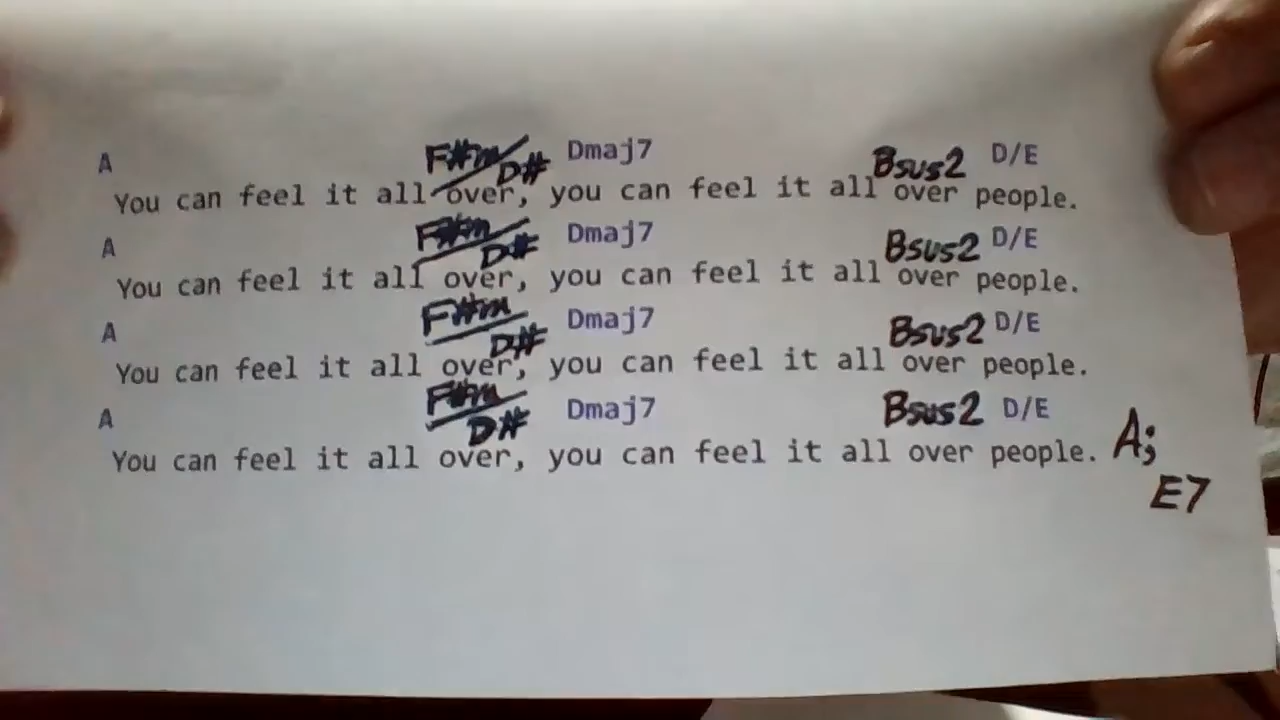 A F#m/D# Dmaj7 Bsus2 D/E
You can feel it all over, you can feel it all over people.
A F#m/D# Dmaj7 Bsus2 D/E
You can feel it all over, you can feel it all over people.
A F#m/D# Dmaj7 Bsus2 D/E
You can feel it all over, you can feel it all over people.
A F#m/D# Dmaj7 Bsus2 D/E
You can feel it all over, you can feel it all over people. A;
E7